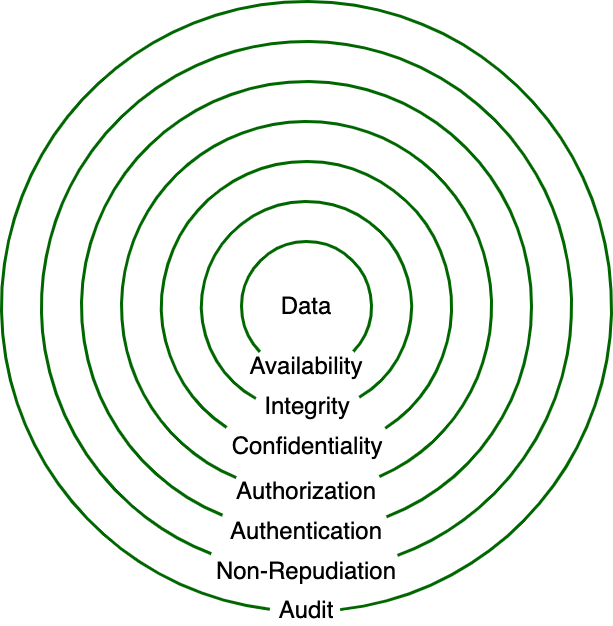 Data
Availability
Integrity
Confidentiality
Authorization
Authentication
Non-Repudiation
Audit